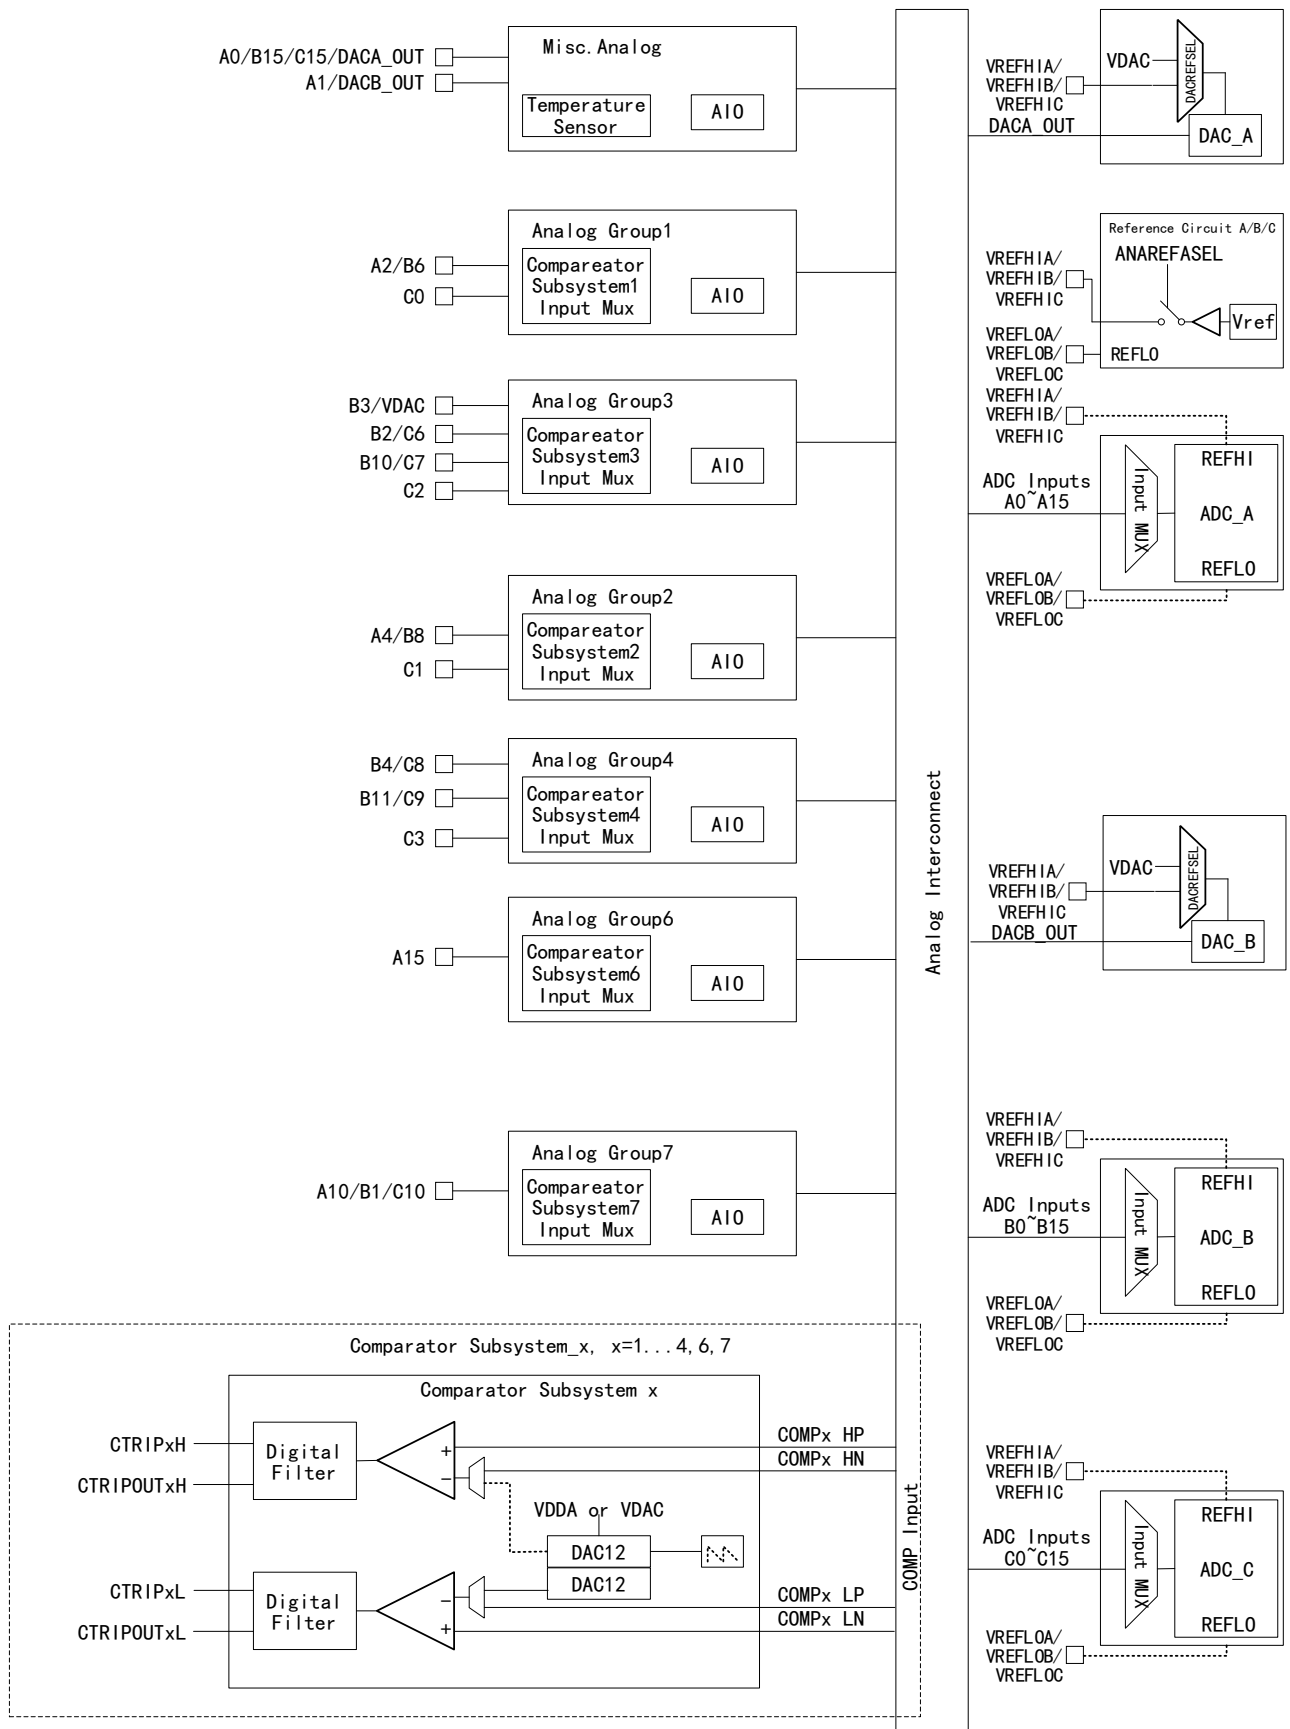 A0/B15/C15/DACA_OUT
A1/DACB_OUT
Misc.Analog
Temperature
Sensor
AIO
Analog Group1
A2/B6
C0
Compareator
Subsystem1
Input Mux
AIO
Analog Group3
B3/VDAC
B2/C6
B10/C7
C2
Compareator
Subsystem3
Input Mux
AIO
Analog Group2
A4/B8
C1
Compareator
Subsystem2
Input Mux
AIO
Analog Group4
B4/C8
B11/C9
C3
Compareator
Subsystem4
Input Mux
AIO
Analog Group6
A15
Compareator
Subsystem6
Input Mux
AIO
Analog Group7
A10/B1/C10
Compareator
Subsystem7
Input Mux
AIO
Comparator Subsystem_x, x=1...4,6,7
Comparator Subsystem x
CTRIPxH
CTRIPOUTxH
Digital
Filter
+
−
COMPx HP
COMPx HN
VDDA or VDAC
DAC12
DAC12
CTRIPxL
CTRIPOUTxL
Digital
Filter
−
+
COMPx LP
COMPx LN
COMP Input
Analog Interconnect
VREFHIA/
VREFHIB/
VREFHIC
DACA_OUT
VDAC
DACREFSEL
DAC_A
Reference Circuit A/B/C
ANAREFASEL
VREFHIA/
VREFHIB/
VREFHIC
Vref
VREFLOA/
VREFLOB/
VREFLOC
REFLO
VREFHIA/
VREFHIB/
VREFHIC
ADC Inputs
A0~A15
Input MUX
REFHI
ADC_A
REFLO
VREFLOA/
VREFLOB/
VREFLOC
VREFHIA/
VREFHIB/
VREFHIC
DACB_OUT
VDAC
DACREFSEL
DAC_B
VREFHIA/
VREFHIB/
VREFHIC
ADC Inputs
B0~B15
Input MUX
REFHI
ADC_B
REFLO
VREFLOA/
VREFLOB/
VREFLOC
VREFHIA/
VREFHIB/
VREFHIC
ADC Inputs
C0~C15
Input MUX
REFHI
ADC_C
REFLO
VREFLOA/
VREFLOB/
VREFLOC